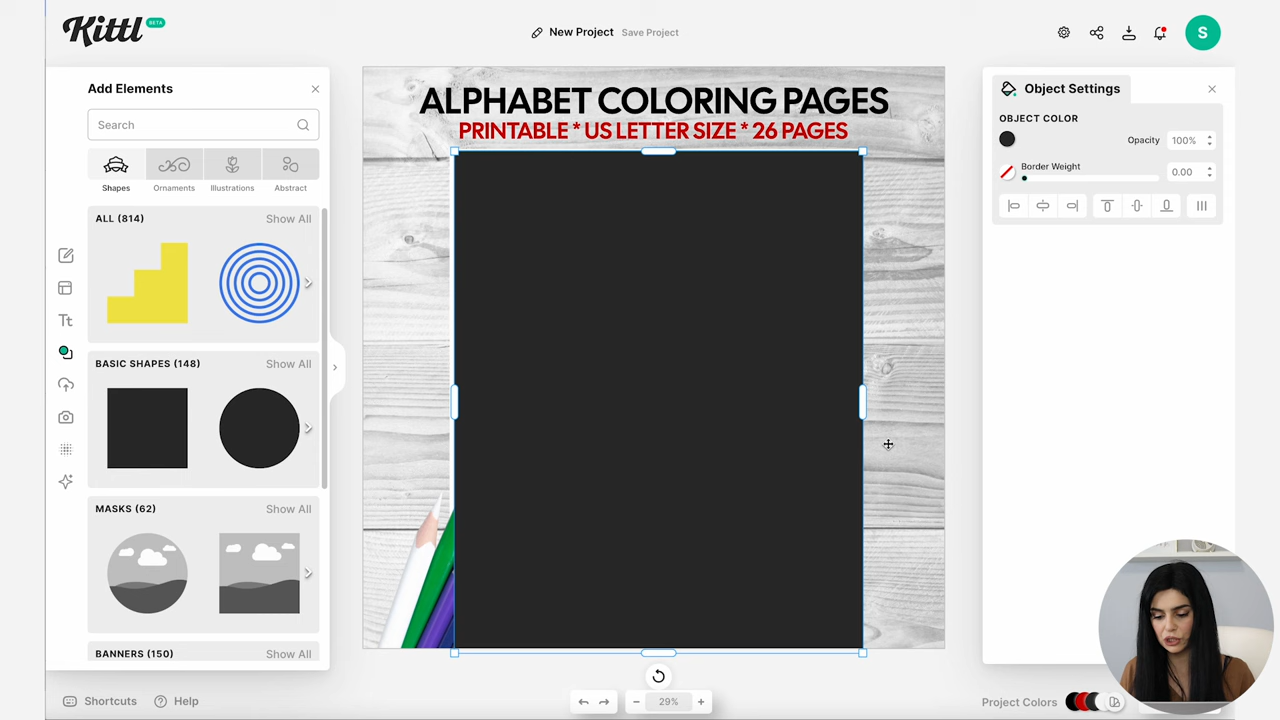 Kittl BETA
New Project Save Project
S
Add Elements
Search
Shapes Ornaments Illustrations Abstract
ALL (814) Show All
BASIC SHAPES (1 Show All
MASKS (62) Show All
BANNERS (150) Show All
Tt
ALPHABET COLORING PAGES
PRINTABLE * US LETTER SIZE * 26 PAGES
Object Settings
OBJECT COLOR
Opacity 100%
Border Weight 0.00
Shortcuts Help
29%
Project Colors